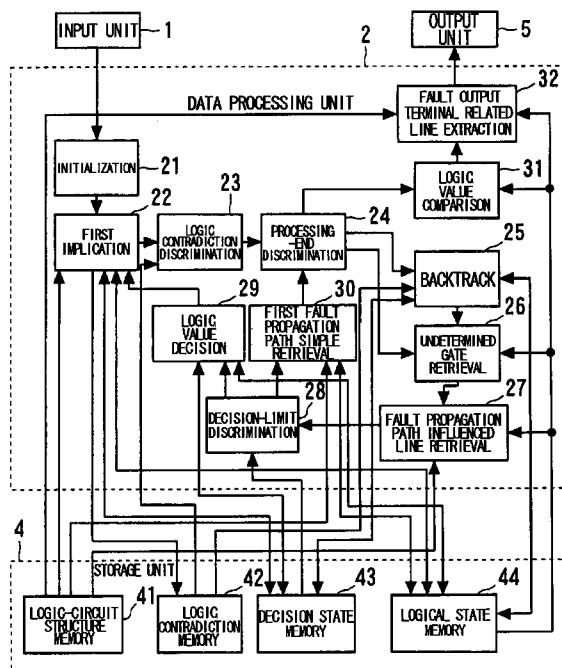 INPUT UNIT
1
OUTPUT
UNIT
5
2
32
DATA PROCESSING UNIT
FAULT OUTPUT
TERMINAL RELATED
LINE EXTRACTION
INITIALIZATION
21
31
LOGIC
VALUE
COMPARISON
22
23
24
FIRST
IMPLICATION
LOGIC
CONTRADICTION
DISCRIMINATION
PROCESSING
-END
DISCRIMINATION
25
BACKTRACK
29
30
26
LOGIC
VALUE
DECISION
FIRST FAULT
PROPAGATION
PATH SIMPLE
RETRIEVAL
UNDETERMINED
GATE
RETRIEVAL
28
27
DECISION-LIMIT
DISCRIMINATION
FAULT PROPAGATION
PATH INFLUENCED
LINE RETRIEVAL
4
STORAGE UNIT
41
42
43
44
LOGIC-CIRCUIT
STRUCTURE
MEMORY
LOGIC
CONTRADICTION
MEMORY
DECISION STATE
MEMORY
LOGICAL STATE
MEMORY